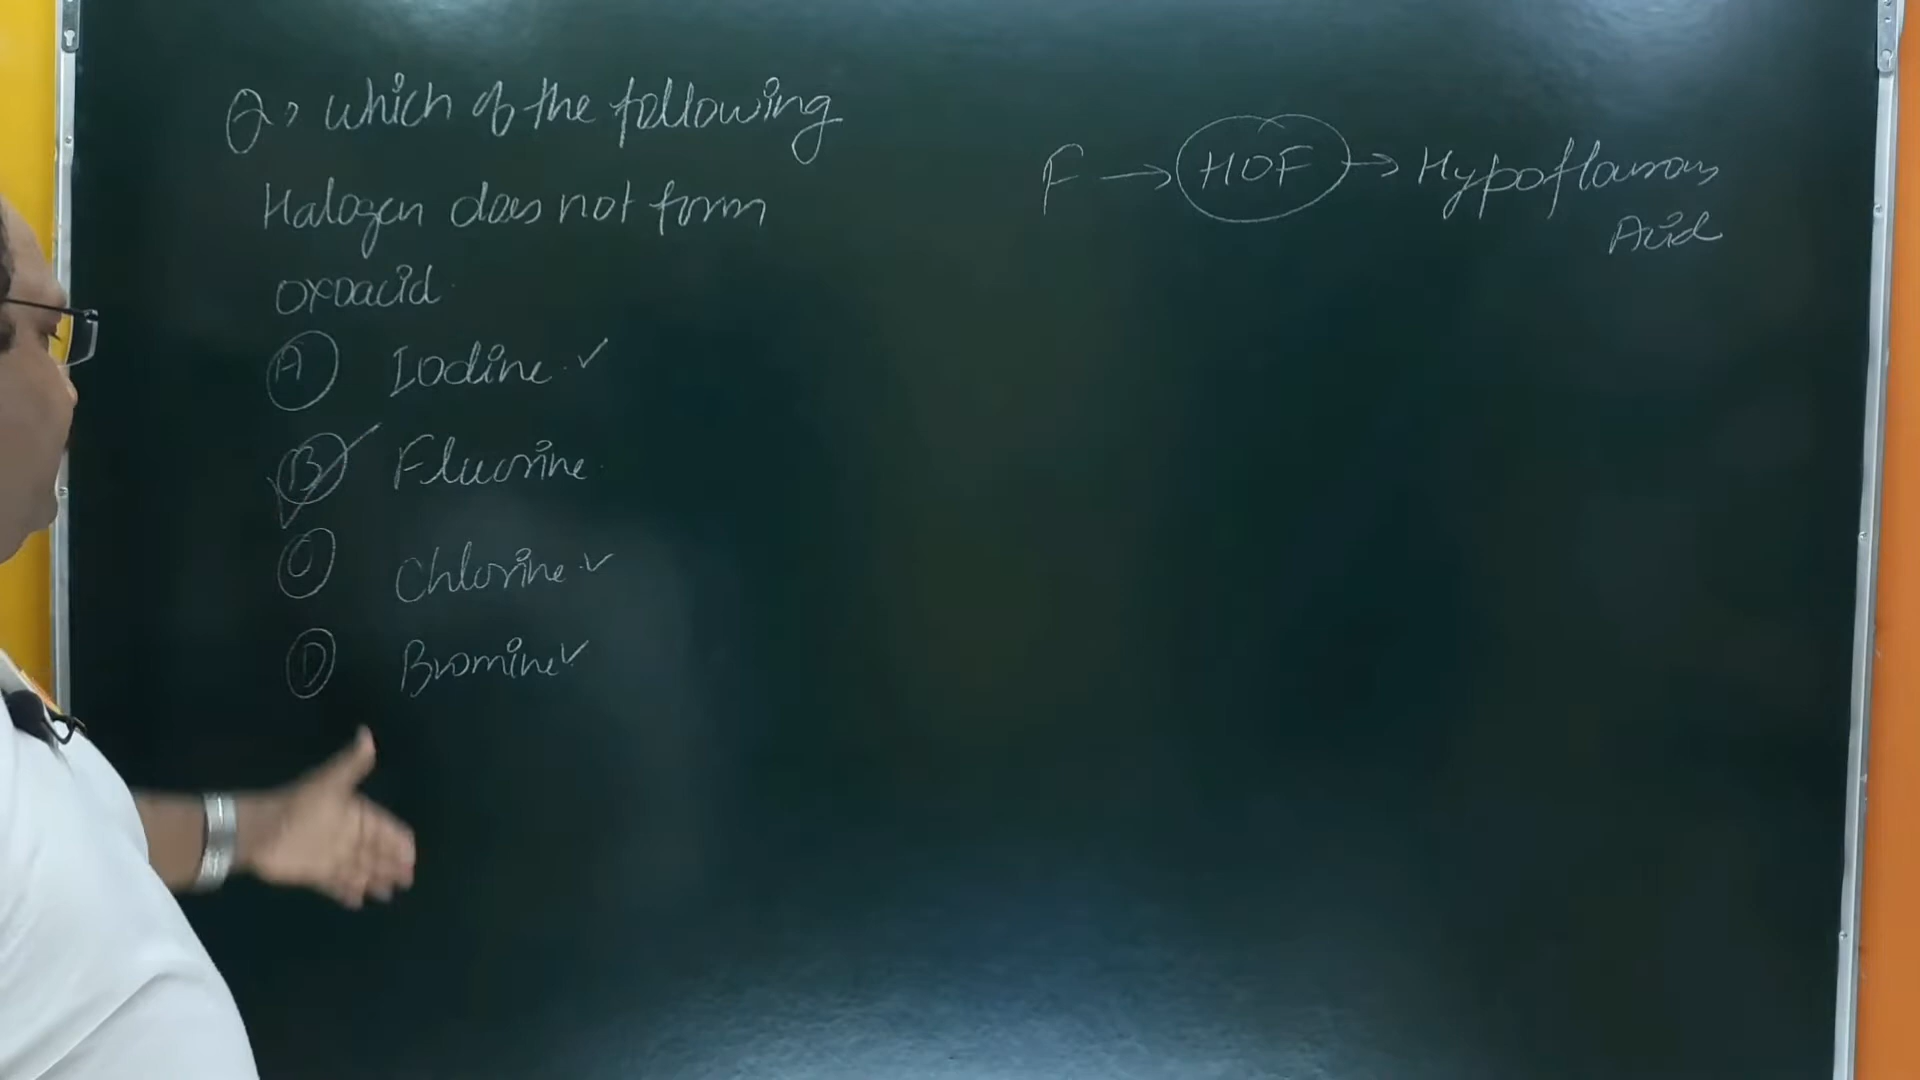 Q, which of the following
Halogen does not form
oxoacid.
A Iodine. ✓
B Fluorine.
C Chlorine. ✓
D Bromine ✓
F → HOF → Hypoflourous
Acid